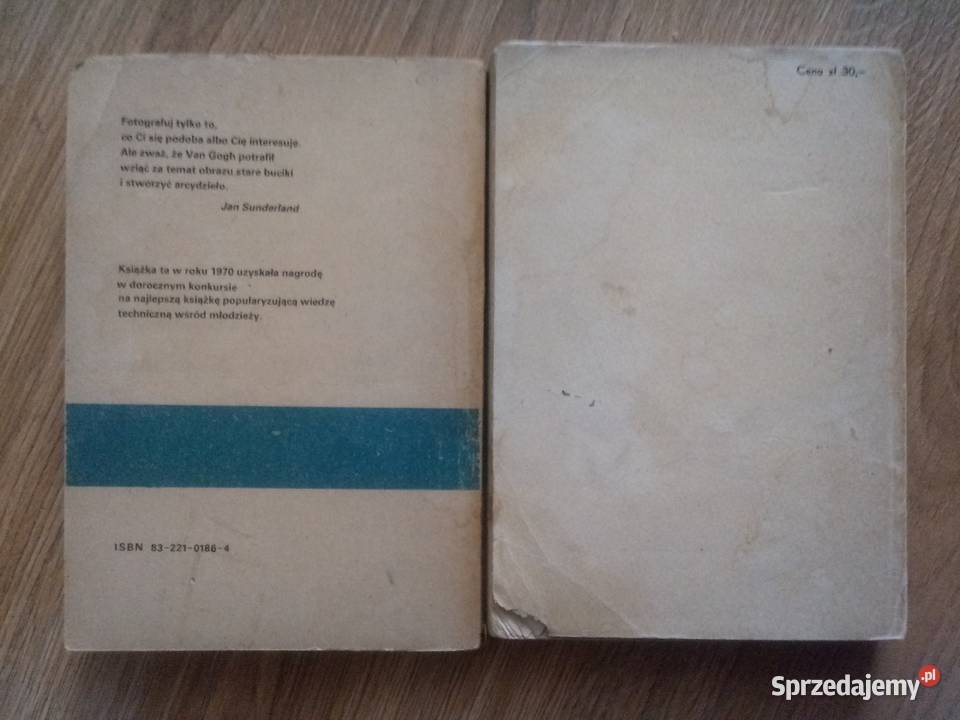 Fotografuj tylko to,
co Ci się podoba albo Cię interesuje.
Ale zważ, że Van Gogh potrafił
wziąć za temat obrazu stare buciki
i stworzyć arcydzieło.
Jan Sunderland
Książka ta w roku 1970 uzyskała nagrodę
w dorocznym konkursie
na najlepszą książkę popularyzującą wiedzę
techniczną wśród młodzieży.
ISBN 83-221-0186-4
Cena zł 30,—
Sprzedajemy.pl